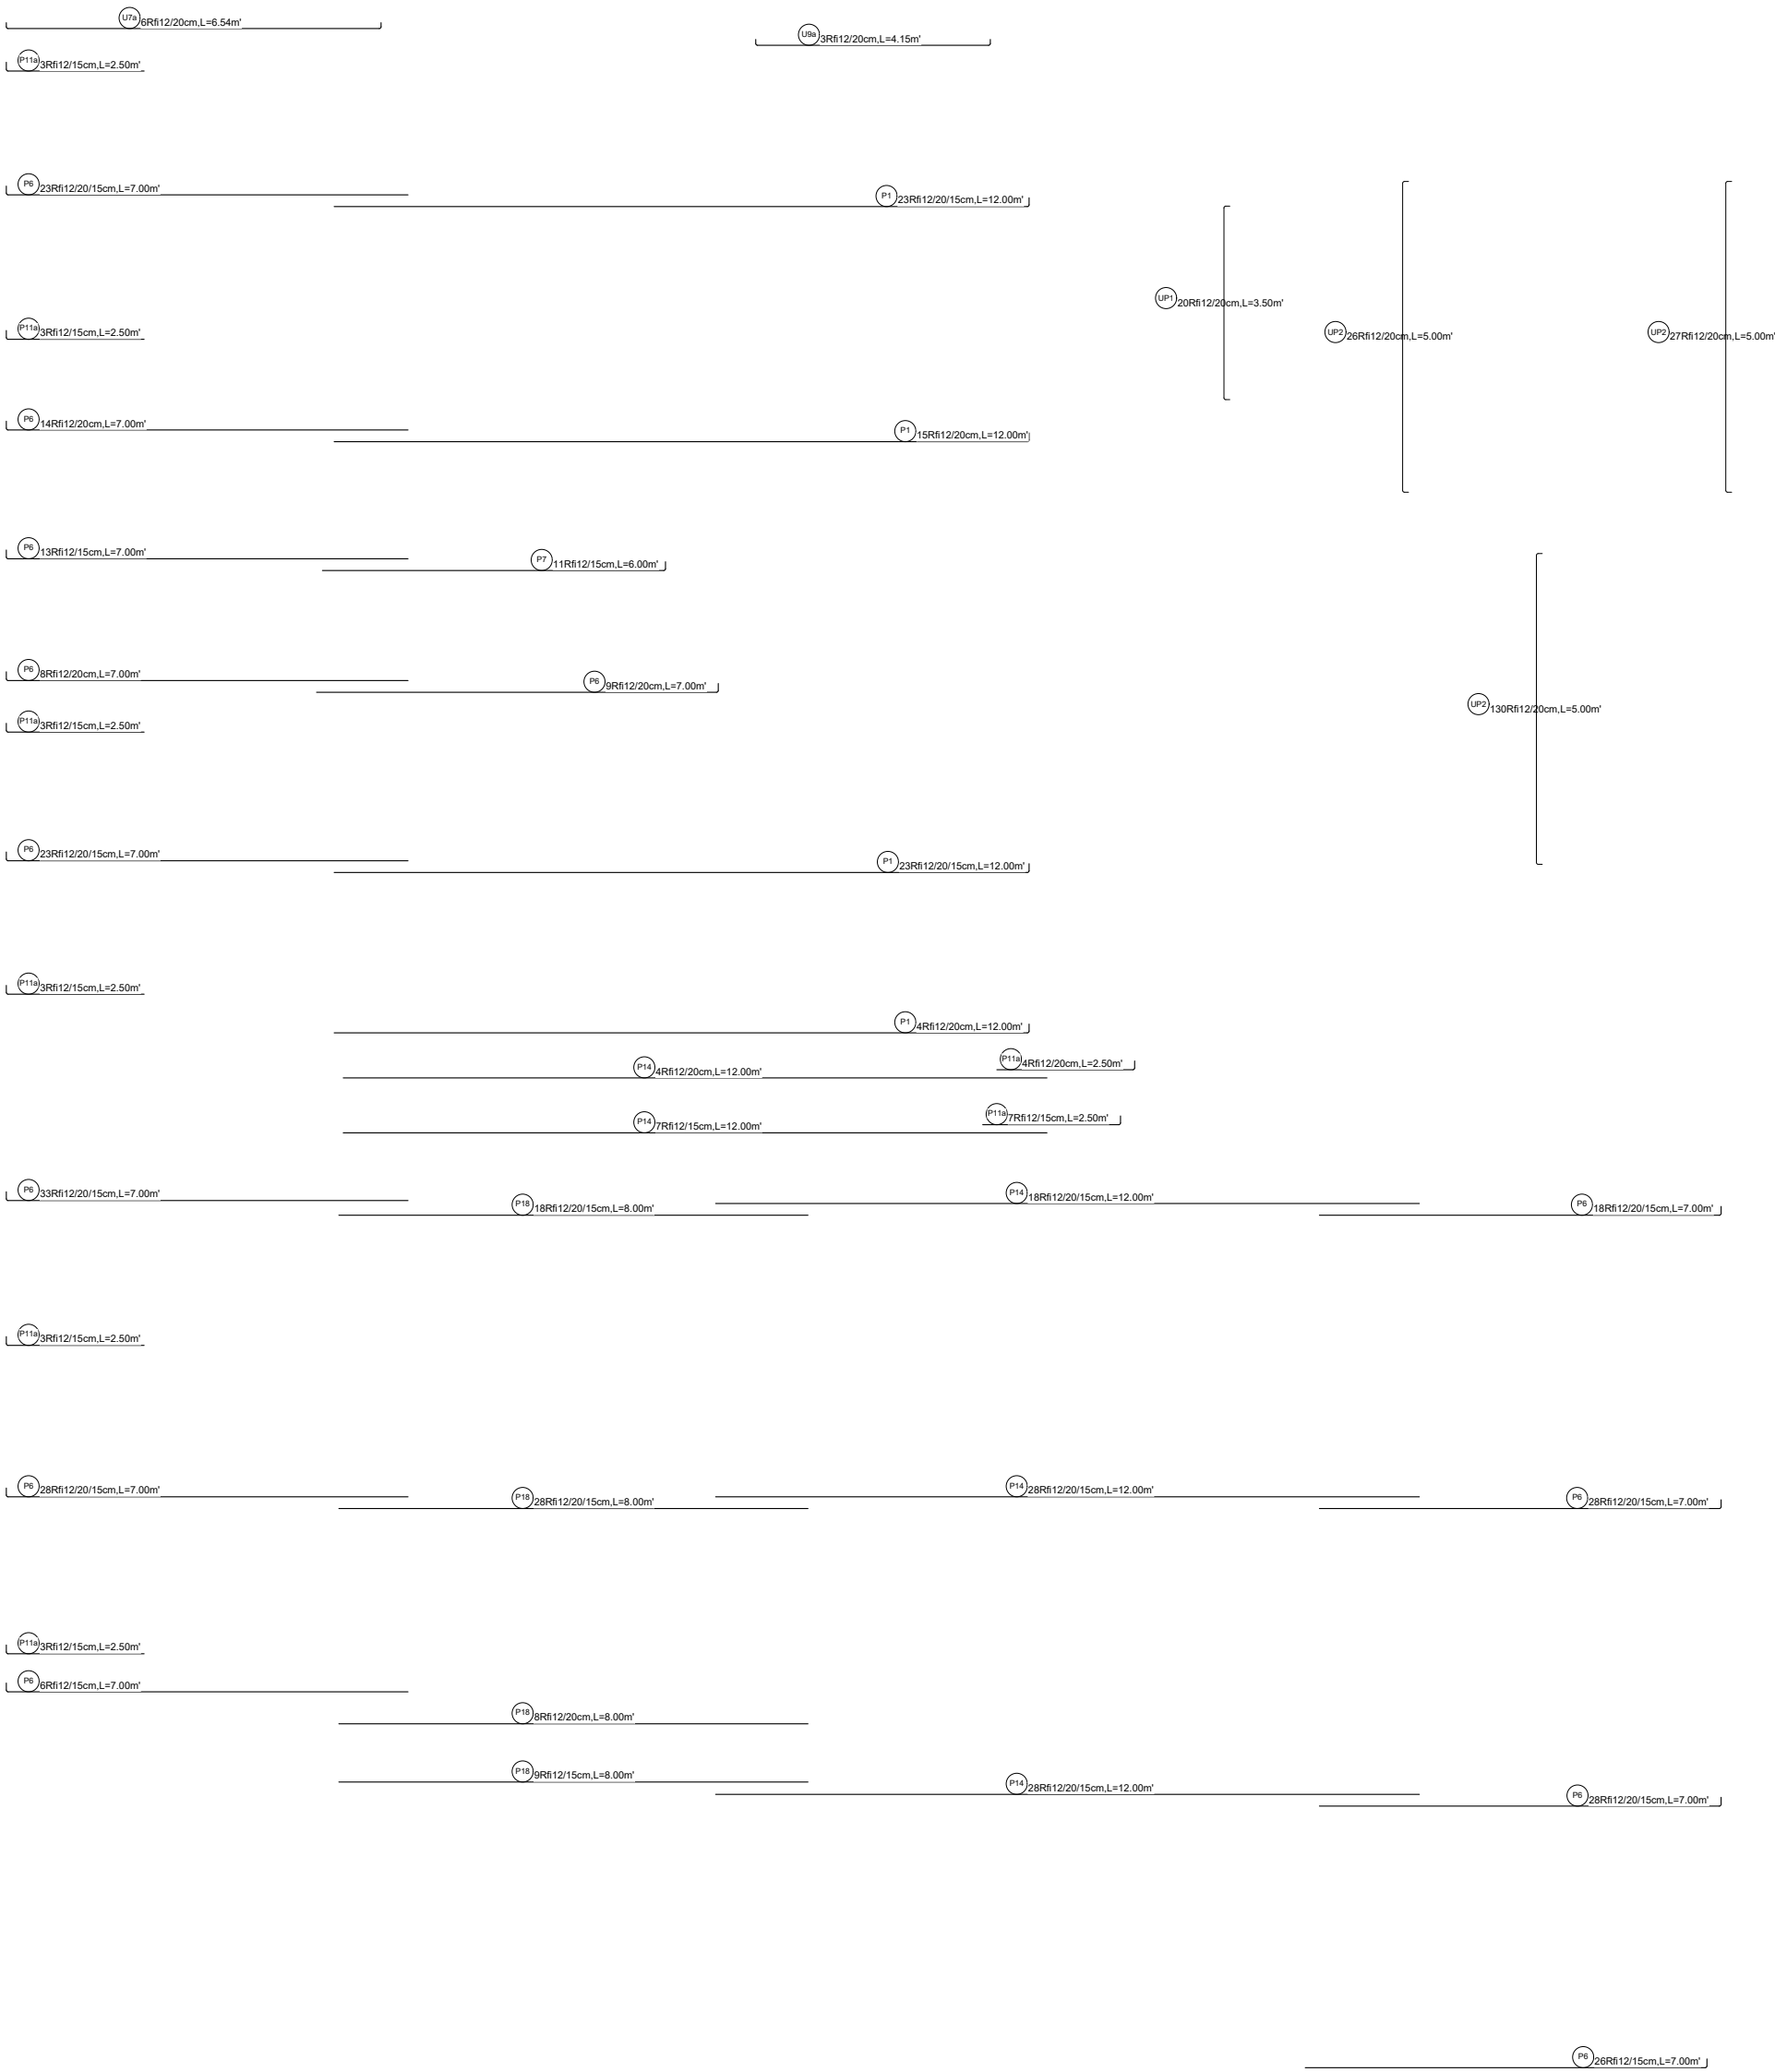 U7a 6Rfi12/20cm,L=6.54m'
U9a 3Rfi12/20cm,L=4.15m'
P11a 3Rfi12/15cm,L=2.50m'
P6 23Rfi12/20/15cm,L=7.00m'
P1 23Rfi12/20/15cm,L=12.00m'
UP1 20Rfi12/20cm,L=3.50m'
P11a 3Rfi12/15cm,L=2.50m'
UP2 26Rfi12/20cm,L=5.00m'
UP2 27Rfi12/20cm,L=5.00m'
P6 14Rfi12/20cm,L=7.00m'
P1 15Rfi12/20cm,L=12.00m'
P6 13Rfi12/15cm,L=7.00m'
P7 11Rfi12/15cm,L=6.00m'
P6 8Rfi12/20cm,L=7.00m'
P6 9Rfi12/20cm,L=7.00m'
UP2 130Rfi12/20cm,L=5.00m'
P11a 3Rfi12/15cm,L=2.50m'
P6 23Rfi12/20/15cm,L=7.00m'
P1 23Rfi12/20/15cm,L=12.00m'
P11a 3Rfi12/15cm,L=2.50m'
P1 4Rfi12/20cm,L=12.00m'
P14 4Rfi12/20cm,L=12.00m'
P11a 4Rfi12/20cm,L=2.50m'
P14 7Rfi12/15cm,L=12.00m'
P11a 7Rfi12/15cm,L=2.50m'
P6 33Rfi12/20/15cm,L=7.00m'
P18 18Rfi12/20/15cm,L=8.00m'
P14 18Rfi12/20/15cm,L=12.00m'
P6 18Rfi12/20/15cm,L=7.00m'
P11a 3Rfi12/15cm,L=2.50m'
P6 28Rfi12/20/15cm,L=7.00m'
P18 28Rfi12/20/15cm,L=8.00m'
P14 28Rfi12/20/15cm,L=12.00m'
P6 28Rfi12/20/15cm,L=7.00m'
P11a 3Rfi12/15cm,L=2.50m'
P6 6Rfi12/15cm,L=7.00m'
P18 8Rfi12/20cm,L=8.00m'
P18 9Rfi12/15cm,L=8.00m'
P14 28Rfi12/20/15cm,L=12.00m'
P6 28Rfi12/20/15cm,L=7.00m'
P6 26Rfi12/15cm,L=7.00m'